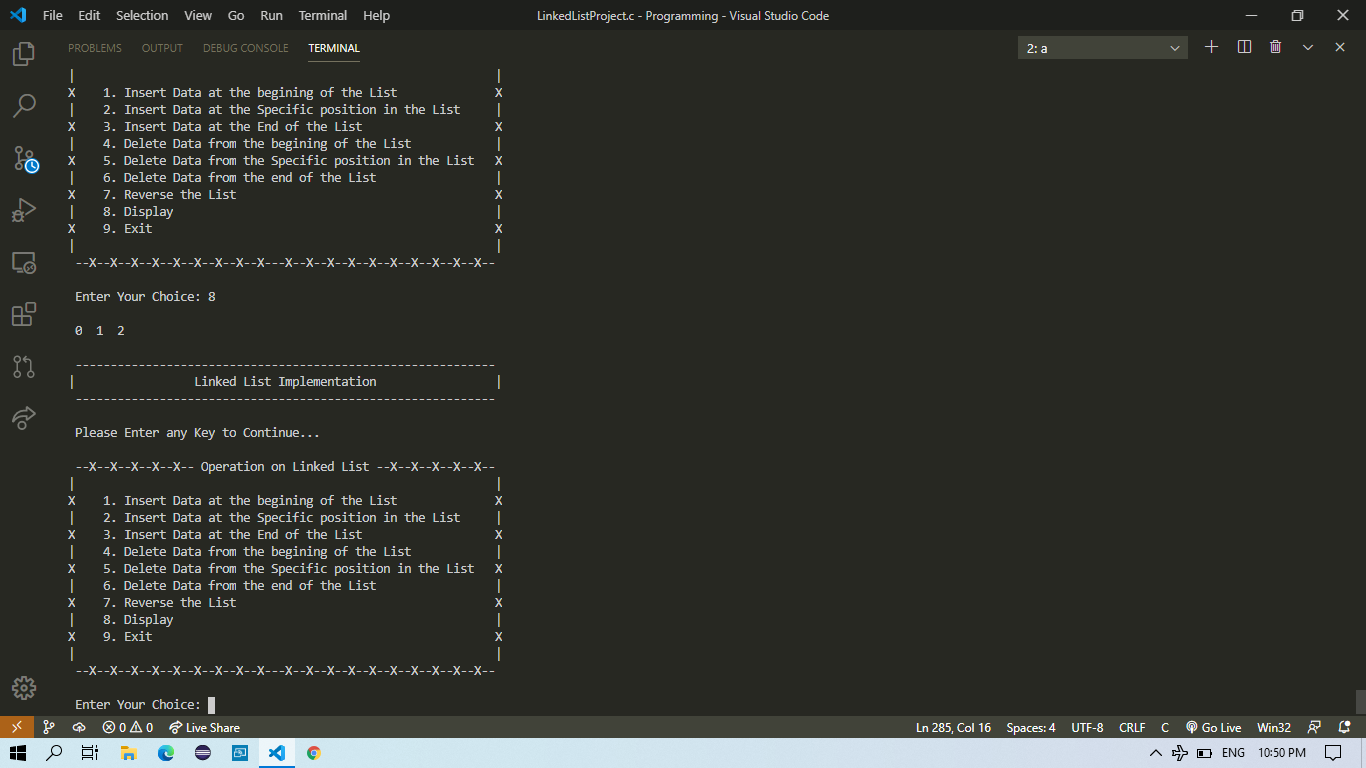 File Edit Selection View Go Run Terminal Help LinkedListProject.c - Programming - Visual Studio Code
PROBLEMS OUTPUT DEBUG CONSOLE TERMINAL 2: a
| |
X 1. Insert Data at the begining of the List X
| 2. Insert Data at the Specific position in the List |
X 3. Insert Data at the End of the List X
| 4. Delete Data from the begining of the List |
X 5. Delete Data from the Specific position in the List X
| 6. Delete Data from the end of the List |
X 7. Reverse the List X
| 8. Display |
X 9. Exit X
| |
--X--X--X--X--X--X--X--X--X---X--X--X--X--X--X--X--X--X--X--
Enter Your Choice: 8
0 1 2
------------------------------------------------------------
| Linked List Implementation |
------------------------------------------------------------
Please Enter any Key to Continue...
--X--X--X--X--X-- Operation on Linked List --X--X--X--X--X--
| |
X 1. Insert Data at the begining of the List X
| 2. Insert Data at the Specific position in the List |
X 3. Insert Data at the End of the List X
| 4. Delete Data from the begining of the List |
X 5. Delete Data from the Specific position in the List X
| 6. Delete Data from the end of the List |
X 7. Reverse the List X
| 8. Display |
X 9. Exit X
| |
--X--X--X--X--X--X--X--X--X---X--X--X--X--X--X--X--X--X--X--
Enter Your Choice:
0 0 Live Share Ln 285, Col 16 Spaces: 4 UTF-8 CRLF C Go Live Win32
ENG 10:50 PM